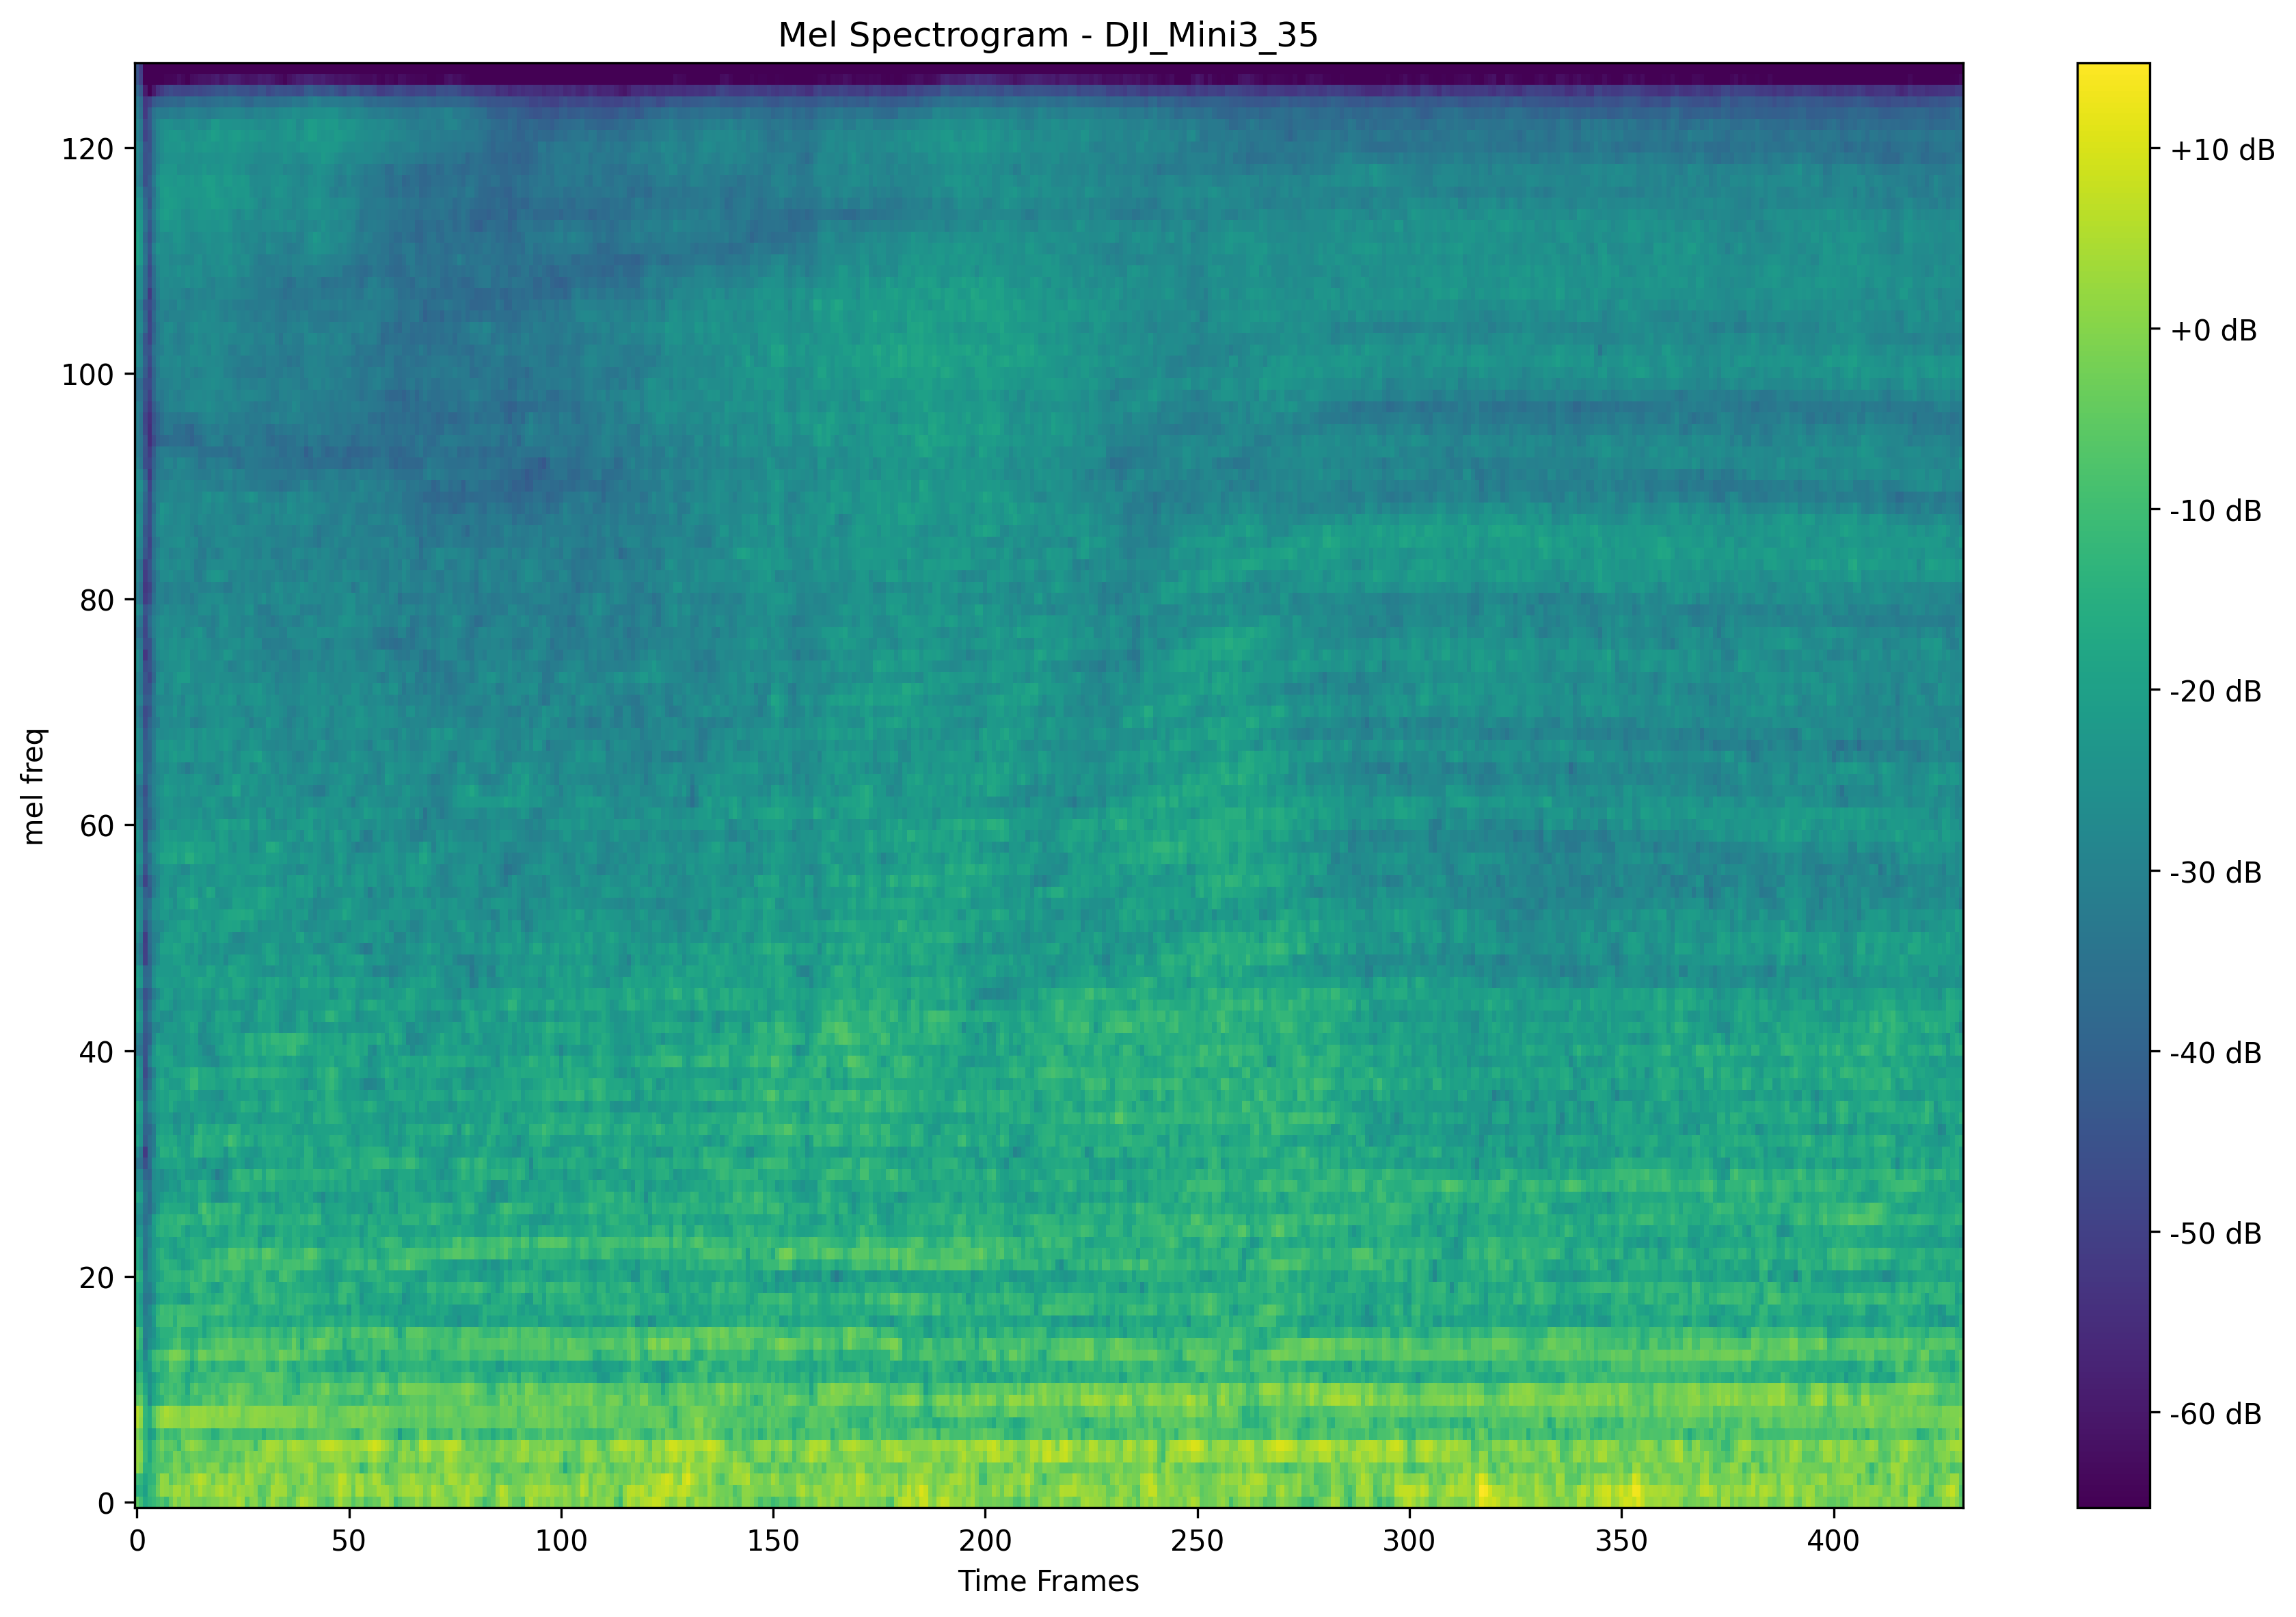 Mel Spectrogram - DJI_Mini3_35
mel freq
120
100
80
60
40
20
0
0 50 100 150 200 250 300 350 400
Time Frames
+10 dB
+0 dB
-10 dB
-20 dB
-30 dB
-40 dB
-50 dB
-60 dB